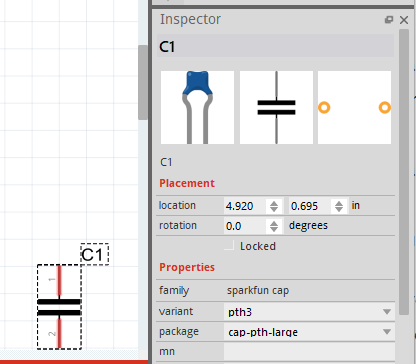 Inspector
C1
C1
Placement
location 4.920 0.695 in
rotation 0.0 degrees
Locked
Properties
family sparkfun cap
variant pth3
package cap-pth-large
mn
C1
1
2